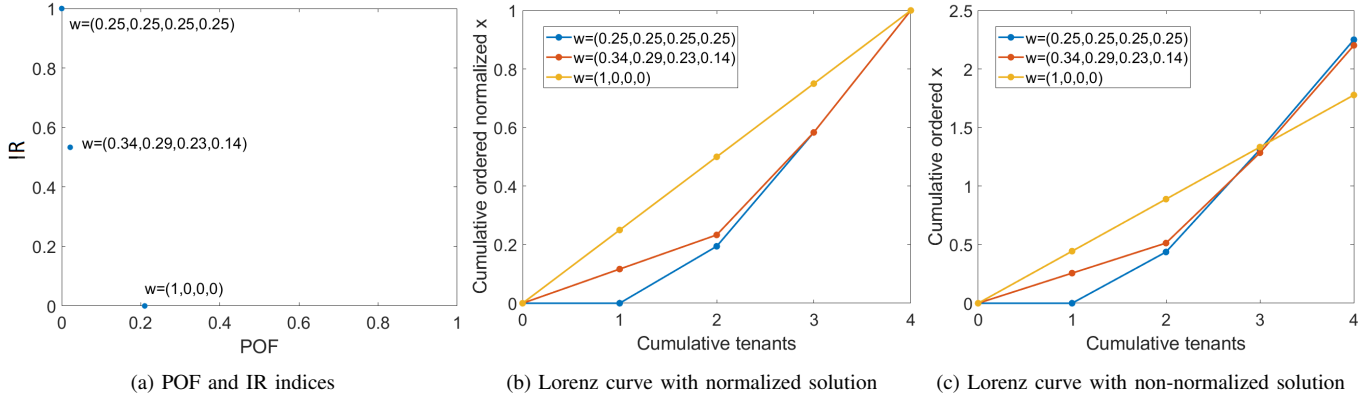 1
0.8
0.6
0.4
0.2
0
IR
w=(0.25,0.25,0.25,0.25)
w=(0.34,0.29,0.23,0.14)
w=(1,0,0,0)
0 0.2 0.4 0.6 0.8 1
POF
(a) POF and IR indices
1
0.8
0.6
0.4
0.2
0
Cumulative ordered normalized x
w=(0.25,0.25,0.25,0.25)
w=(0.34,0.29,0.23,0.14)
w=(1,0,0,0)
0 1 2 3 4
Cumulative tenants
(b) Lorenz curve with normalized solution
2.5
2
1.5
1
0.5
0
Cumulative ordered x
w=(0.25,0.25,0.25,0.25)
w=(0.34,0.29,0.23,0.14)
w=(1,0,0,0)
0 1 2 3 4
Cumulative tenants
(c) Lorenz curve with non-normalized solution